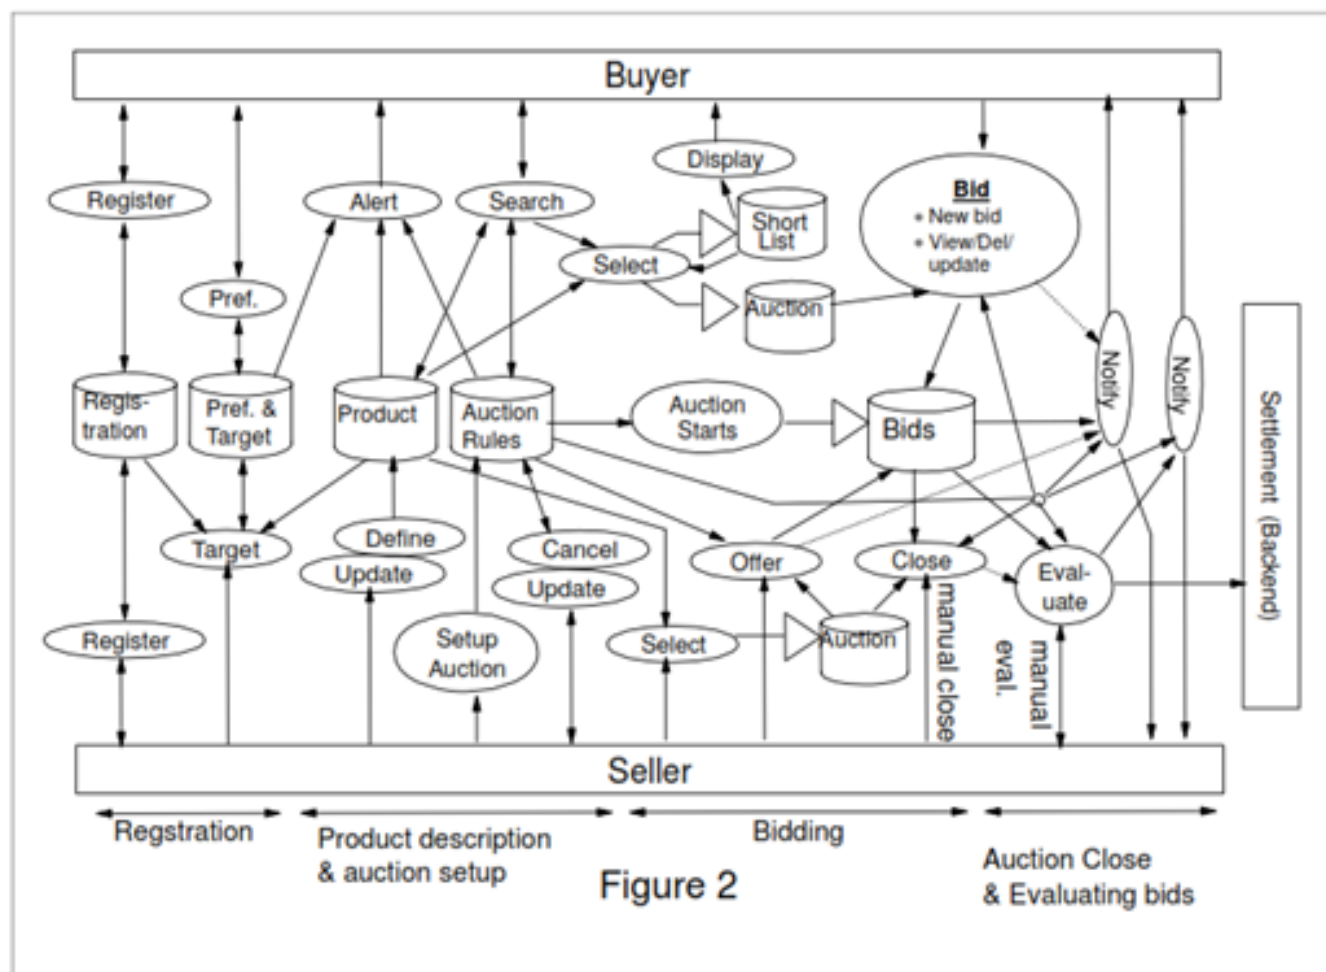 Buyer
Register
Pref.
Alert
Search
Display
Short
List
Select
Auction
Bid
• New bid
• View/Del/
update
Notify
Notify
Regis-
tration
Pref. &
Target
Product
Auction
Rules
Auction
Starts
Bids
Settlement (Backend)
Target
Define
Update
Cancel
Update
Offer
Close
Eval-
uate
Register
Setup
Auction
Select
Auction
manual close
manual
eval.
Seller
Regstration
Product description
& auction setup
Bidding
Auction Close
& Evaluating bids
Figure 2